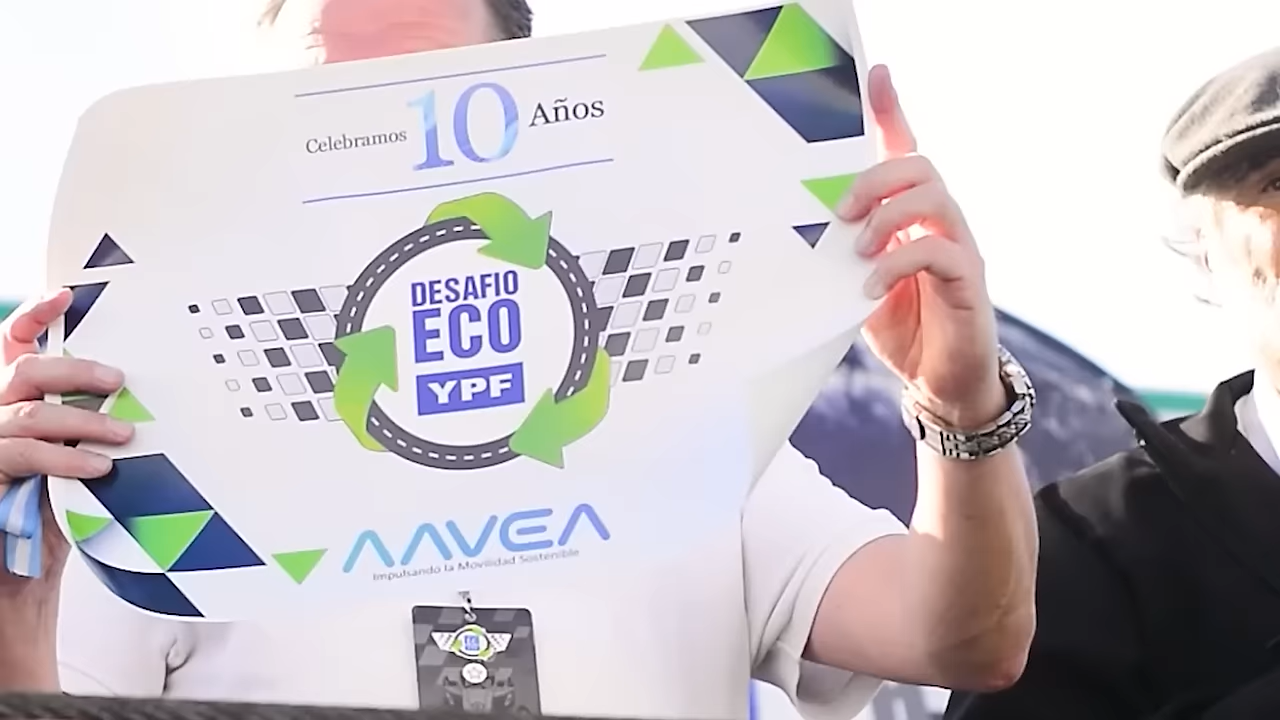 Celebramos 10 Años
DESAFIO
ECO
YPF
AAVEA
Impulsando la Movilidad Sostenible